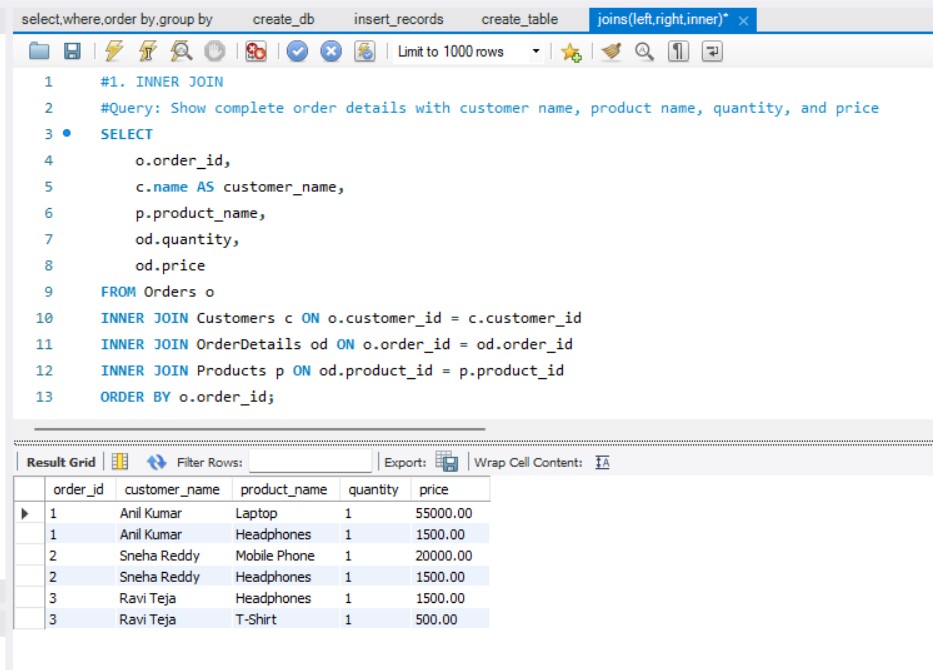 select,where,order by,group by create_db insert_records create_table joins(left,right,inner)*
Limit to 1000 rows
1 #1. INNER JOIN
2 #Query: Show complete order details with customer name, product name, quantity, and price
3 SELECT
4 o.order_id,
5 c.name AS customer_name,
6 p.product_name,
7 od.quantity,
8 od.price
9 FROM Orders o
10 INNER JOIN Customers c ON o.customer_id = c.customer_id
11 INNER JOIN OrderDetails od ON o.order_id = od.order_id
12 INNER JOIN Products p ON od.product_id = p.product_id
13 ORDER BY o.order_id;
Result Grid Filter Rows: Export: Wrap Cell Content: IA
order_id customer_name product_name quantity price
1 Anil Kumar Laptop 1 55000.00
1 Anil Kumar Headphones 1 1500.00
2 Sneha Reddy Mobile Phone 1 20000.00
2 Sneha Reddy Headphones 1 1500.00
3 Ravi Teja Headphones 1 1500.00
3 Ravi Teja T-Shirt 1 500.00